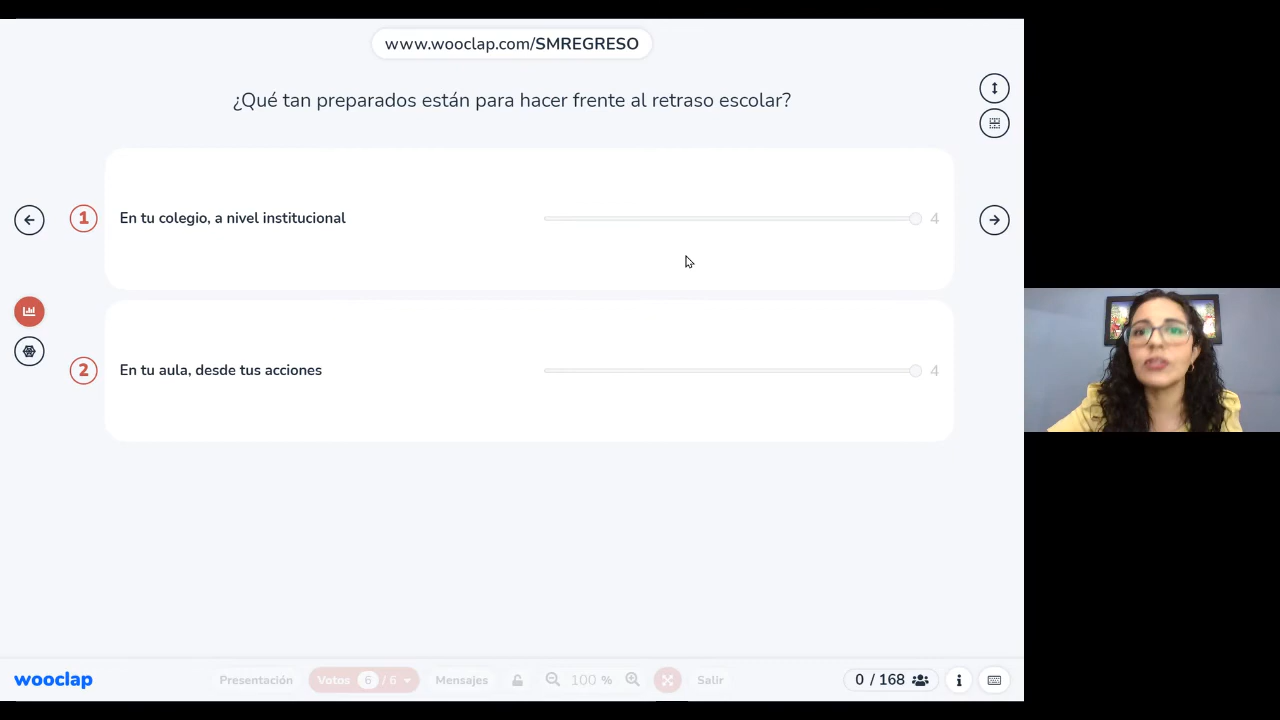 www.wooclap.com/SMREGRESO
¿Qué tan preparados están para hacer frente al retraso escolar?
1 En tu colegio, a nivel institucional 4
2 En tu aula, desde tus acciones 4
wooclap Presentación Votos 6 / 6 Mensajes 100 % Salir 0 / 168 i